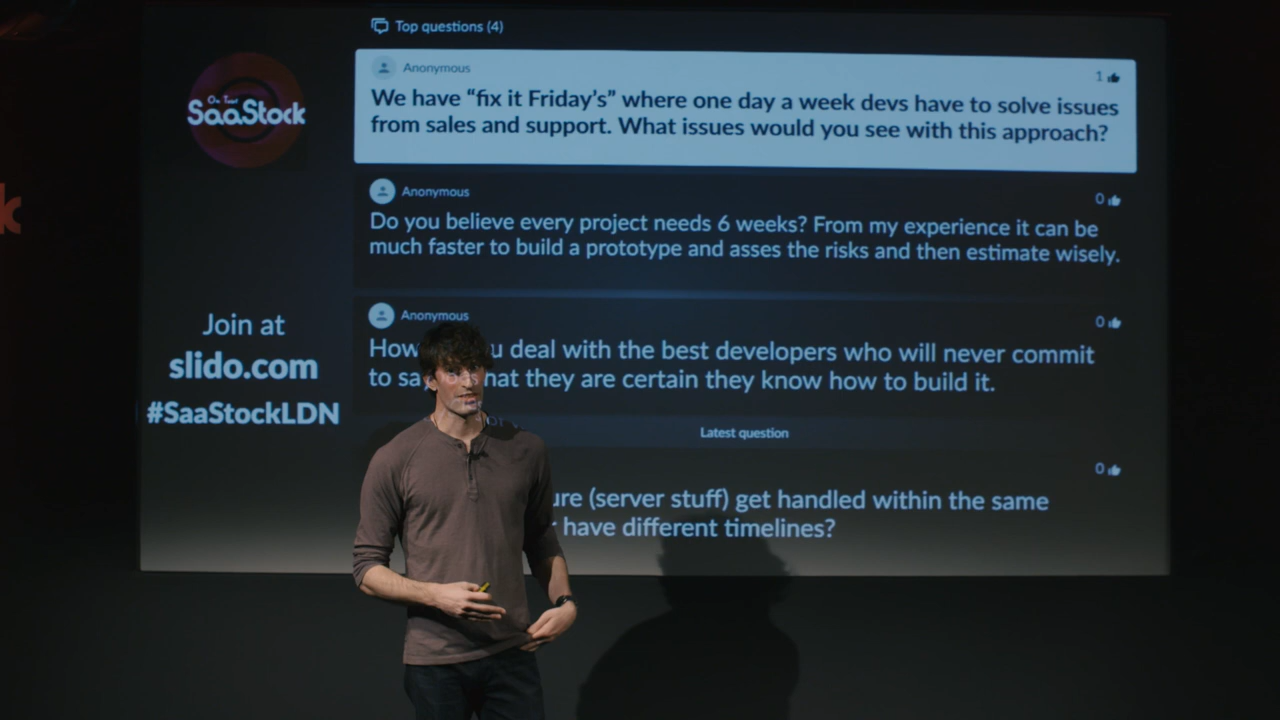 Top questions (4)
On Tour
SaaStock
Anonymous
1
We have “fix it Friday’s” where one day a week devs have to solve issues
from sales and support. What issues would you see with this approach?
Anonymous
0
Do you believe every project needs 6 weeks? From my experience it can be
much faster to build a prototype and asses the risks and then estimate wisely.
Anonymous
0
How u deal with the best developers who will never commit
to say hat they are certain they know how to build it.
Latest question
0
ure (server stuff) get handled within the same
have different timelines?
Join at
slido.com
#SaaStockLDN
k